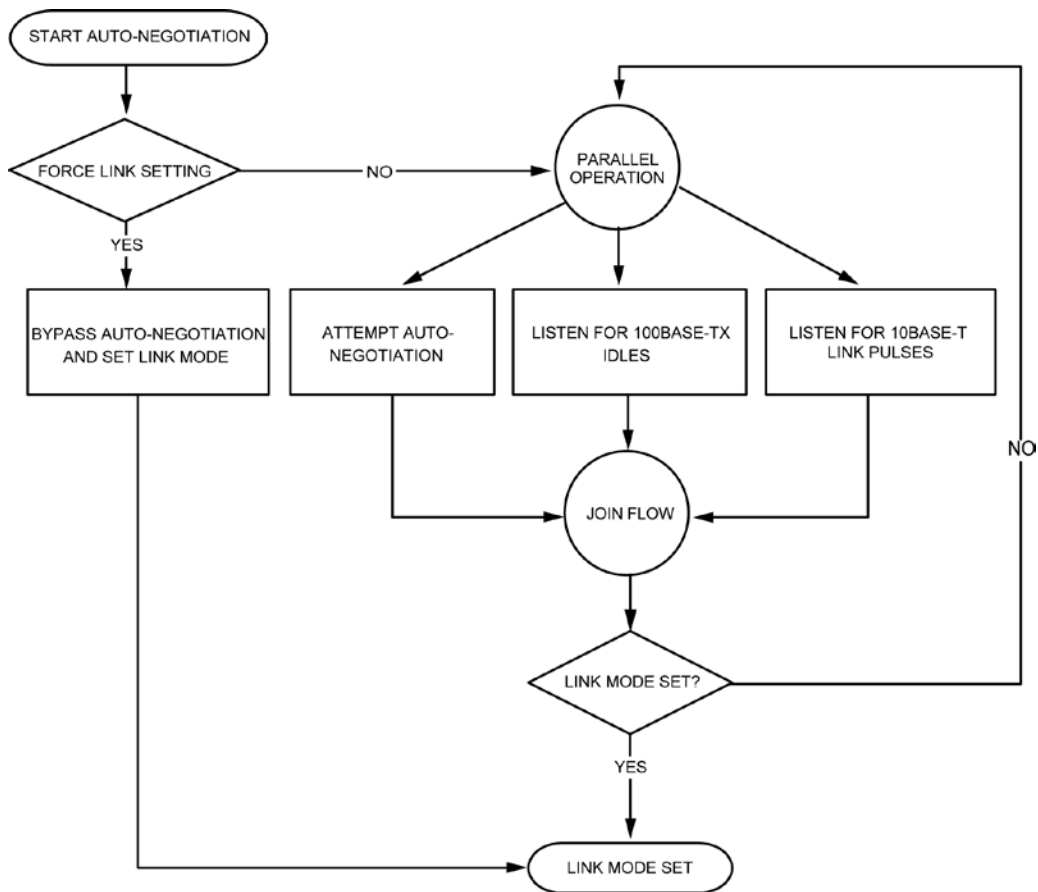 START AUTO-NEGOTIATION
FORCE LINK SETTING
NO
PARALLEL
OPERATION
YES
BYPASS AUTO-NEGOTIATION
AND SET LINK MODE
ATTEMPT AUTO-
NEGOTIATION
LISTEN FOR 100BASE-TX
IDLES
LISTEN FOR 10BASE-T
LINK PULSES
NO
JOIN FLOW
LINK MODE SET?
YES
LINK MODE SET